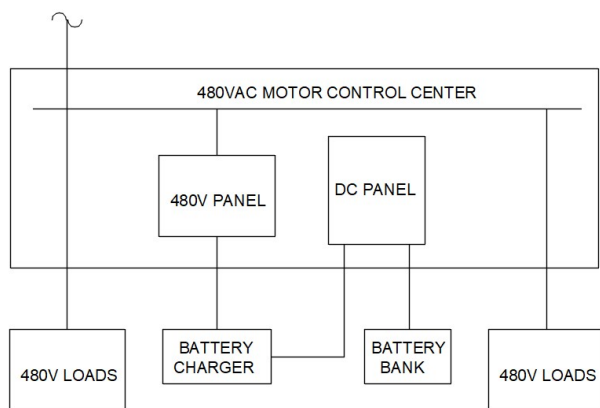 480VAC MOTOR CONTROL CENTER
480V PANEL
DC PANEL
480V LOADS
BATTERY
CHARGER
BATTERY
BANK
480V LOADS